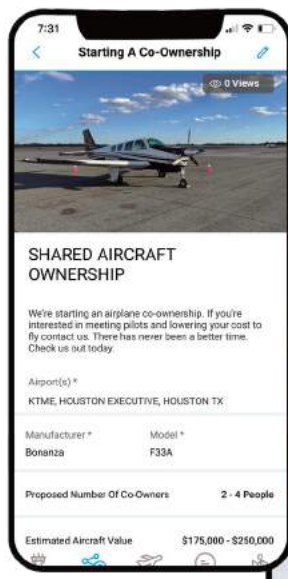 7:31
Starting A Co-Ownership
0 Views
SHARED AIRCRAFT
OWNERSHIP
We're starting an airplane co-ownership. If you're
interested in meeting pilots and lowering your cost to
fly contact us. There has never been a better time.
Check us out today.
Airport(s) *
KTME, HOUSTON EXECUTIVE, HOUSTON TX
Manufacturer * Model *
Bonanza F33A
Proposed Number Of Co-Owners 2 - 4 People
Estimated Aircraft Value $175,000 - $250,000